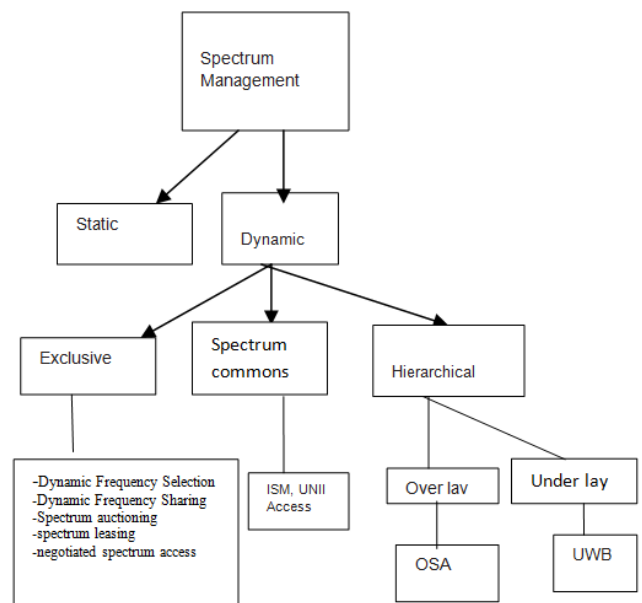 Spectrum
Management
Static
Dynamic
Exclusive
Spectrum
commons
Hierarchical
-Dynamic Frequency Selection
-Dynamic Frequency Sharing
-Spectrum auctioning
-spectrum leasing
-negotiated spectrum access
ISM, UNII
Access
Over lav
Under lay
OSA
UWB